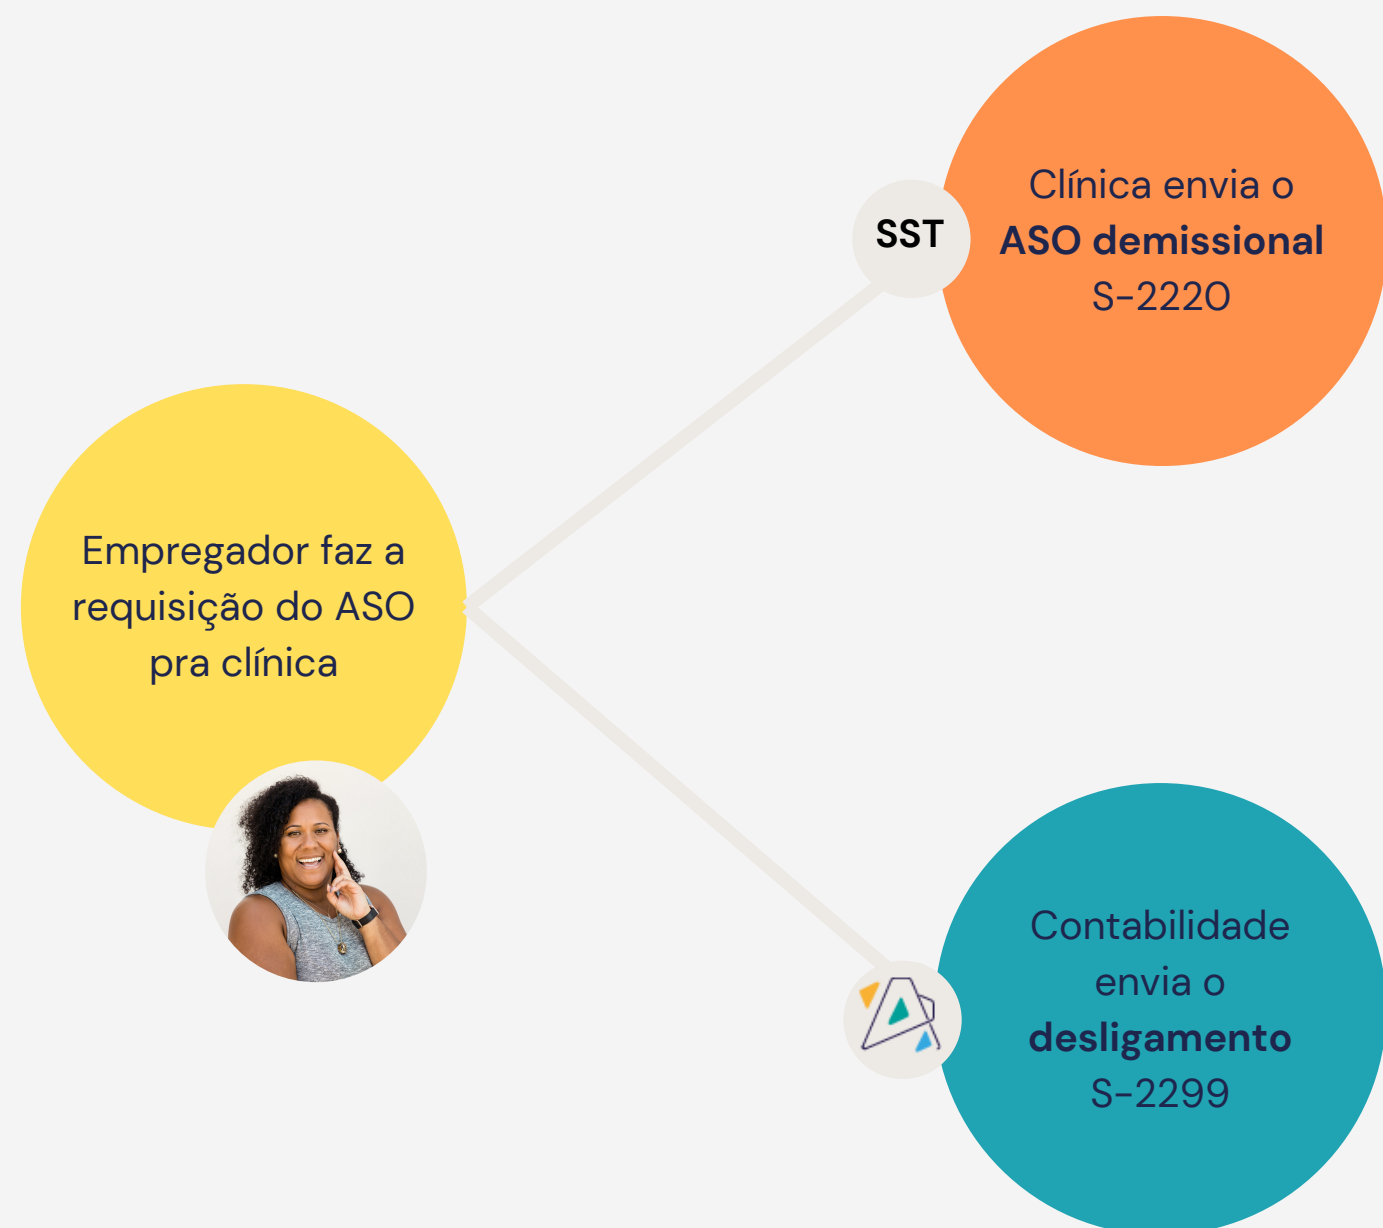 Clínica envia o
ASO demissional
S-2220
SST
Empregador faz a
requisição do ASO
pra clínica
Contabilidade
envia o
desligamento
S-2299